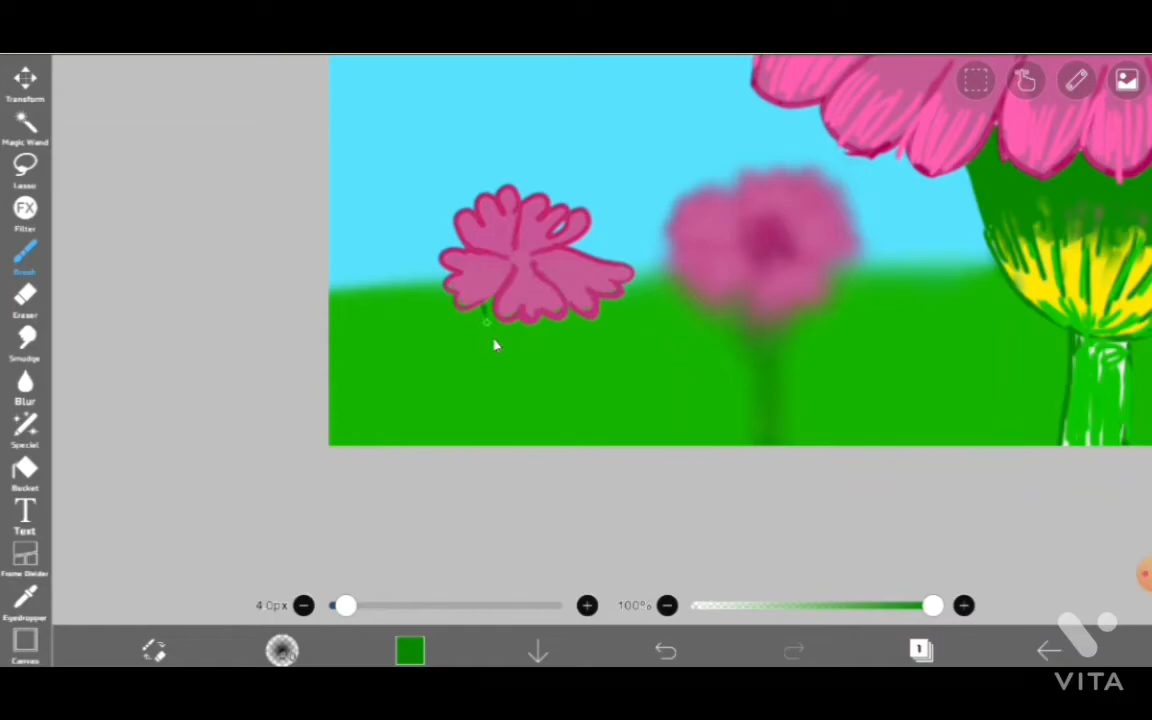 Transform
Magic Wand
Lasso
FX
Filter
Brush
Eraser
Smudge
Blur
Special
Bucket
T
Text
Frame Divider
Eyedropper
Canvas
4.0px
100%
1
VITA